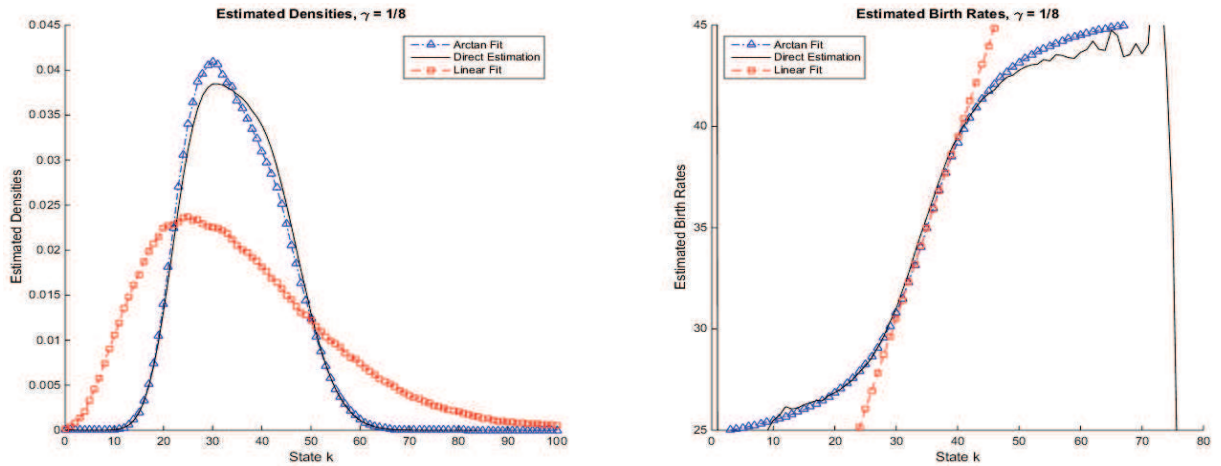 Estimated Densities, γ = 1/8
Arctan Fit
Direct Estimation
Linear Fit
Estimated Densities
0.045
0.04
0.035
0.03
0.025
0.02
0.015
0.01
0.005
0
0 10 20 30 40 50 60 70 80 90 100
State k
Estimated Birth Rates, γ = 1/8
Arctan Fit
Direct Estimation
Linear Fit
Estimated Birth Rates
45
40
35
30
25
0 10 20 30 40 50 60 70 80
State k